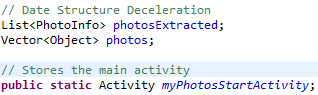 // Date Structure Deceleration
List<PhotoInfo> photosExtracted;
Vector<Object> photos;
// Stores the main activity
public static Activity myPhotosStartActivity;